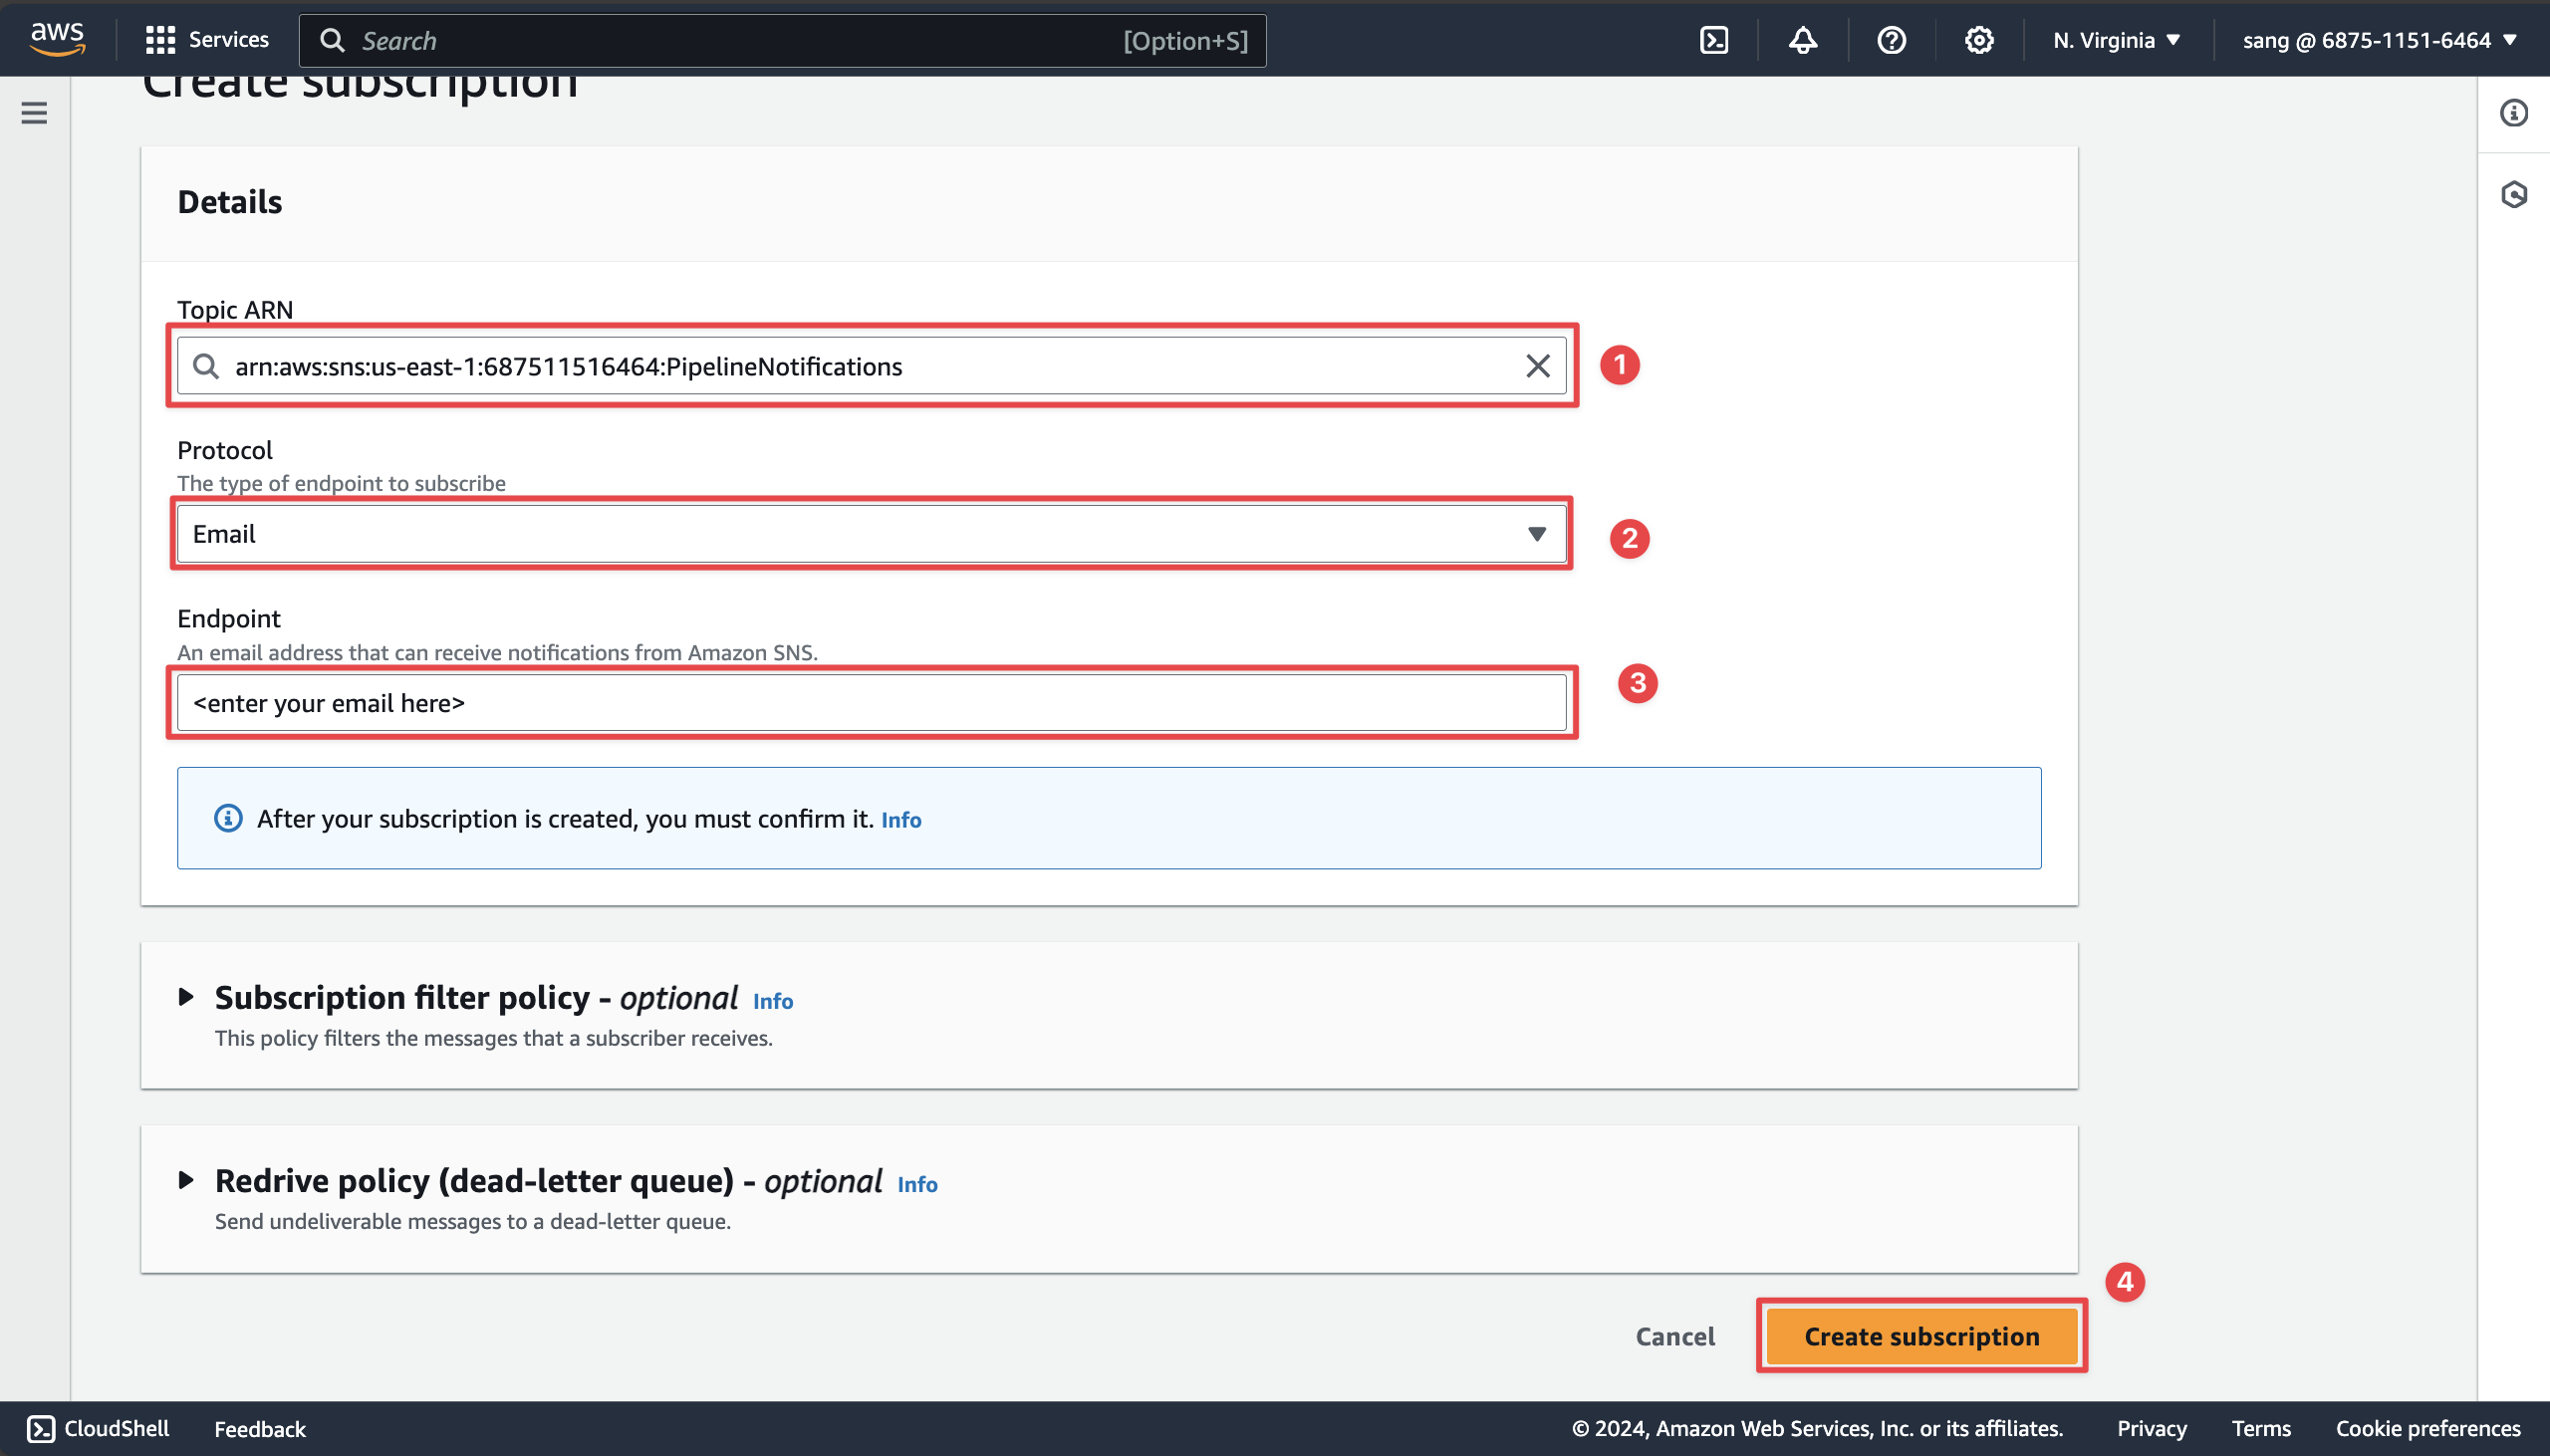 aws
Services
Search
[Option+S]
N. Virginia
sang @ 6875-1151-6464
Create subscription
Details
Topic ARN
arn:aws:sns:us-east-1:687511516464:PipelineNotifications
1
Protocol
The type of endpoint to subscribe
Email
2
Endpoint
An email address that can receive notifications from Amazon SNS.
<enter your email here>
3
After your subscription is created, you must confirm it. Info
Subscription filter policy - optional Info
This policy filters the messages that a subscriber receives.
Redrive policy (dead-letter queue) - optional Info
Send undeliverable messages to a dead-letter queue.
4
Cancel
Create subscription
CloudShell
Feedback
© 2024, Amazon Web Services, Inc. or its affiliates.
Privacy
Terms
Cookie preferences